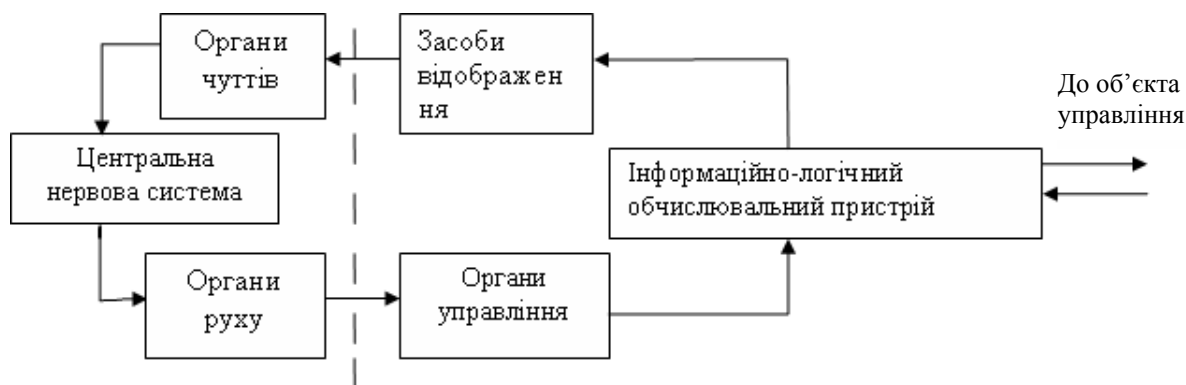 Органи
чуттів
Засоби
відображен
ня
До об’єкта
управління
Центральна
нервова система
Інформаційно-логічний
обчислювальний пристрій
Органи
руху
Органи
управління